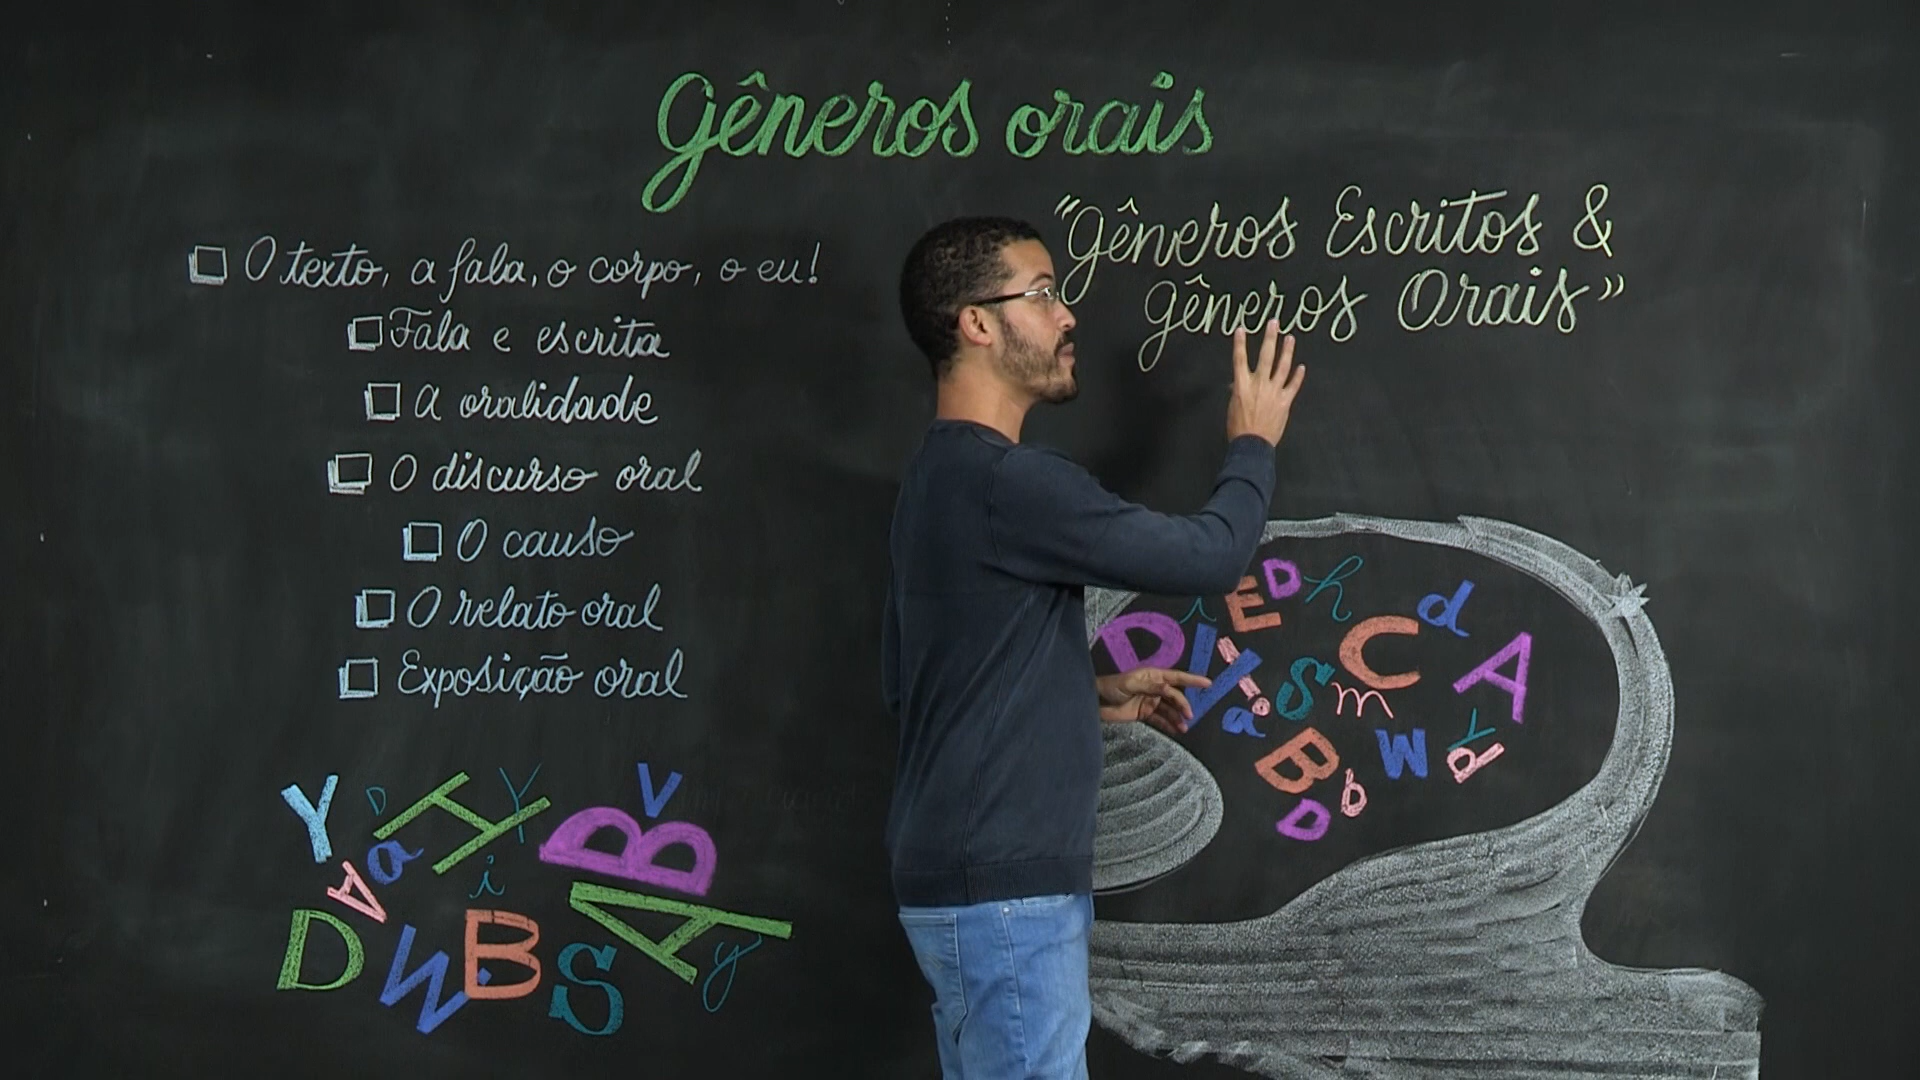 Gêneros orais
"Gêneros Escritos &
gêneros Orais"
O texto, a fala, o corpo, o eu!
Fala e escrita
A oralidade
O discurso oral
O causo
O relato oral
Exposição oral
Y D a H Y V B
A i
D W B S A y
i E D h d
D V ! S C A
a m
B W Y d
D b